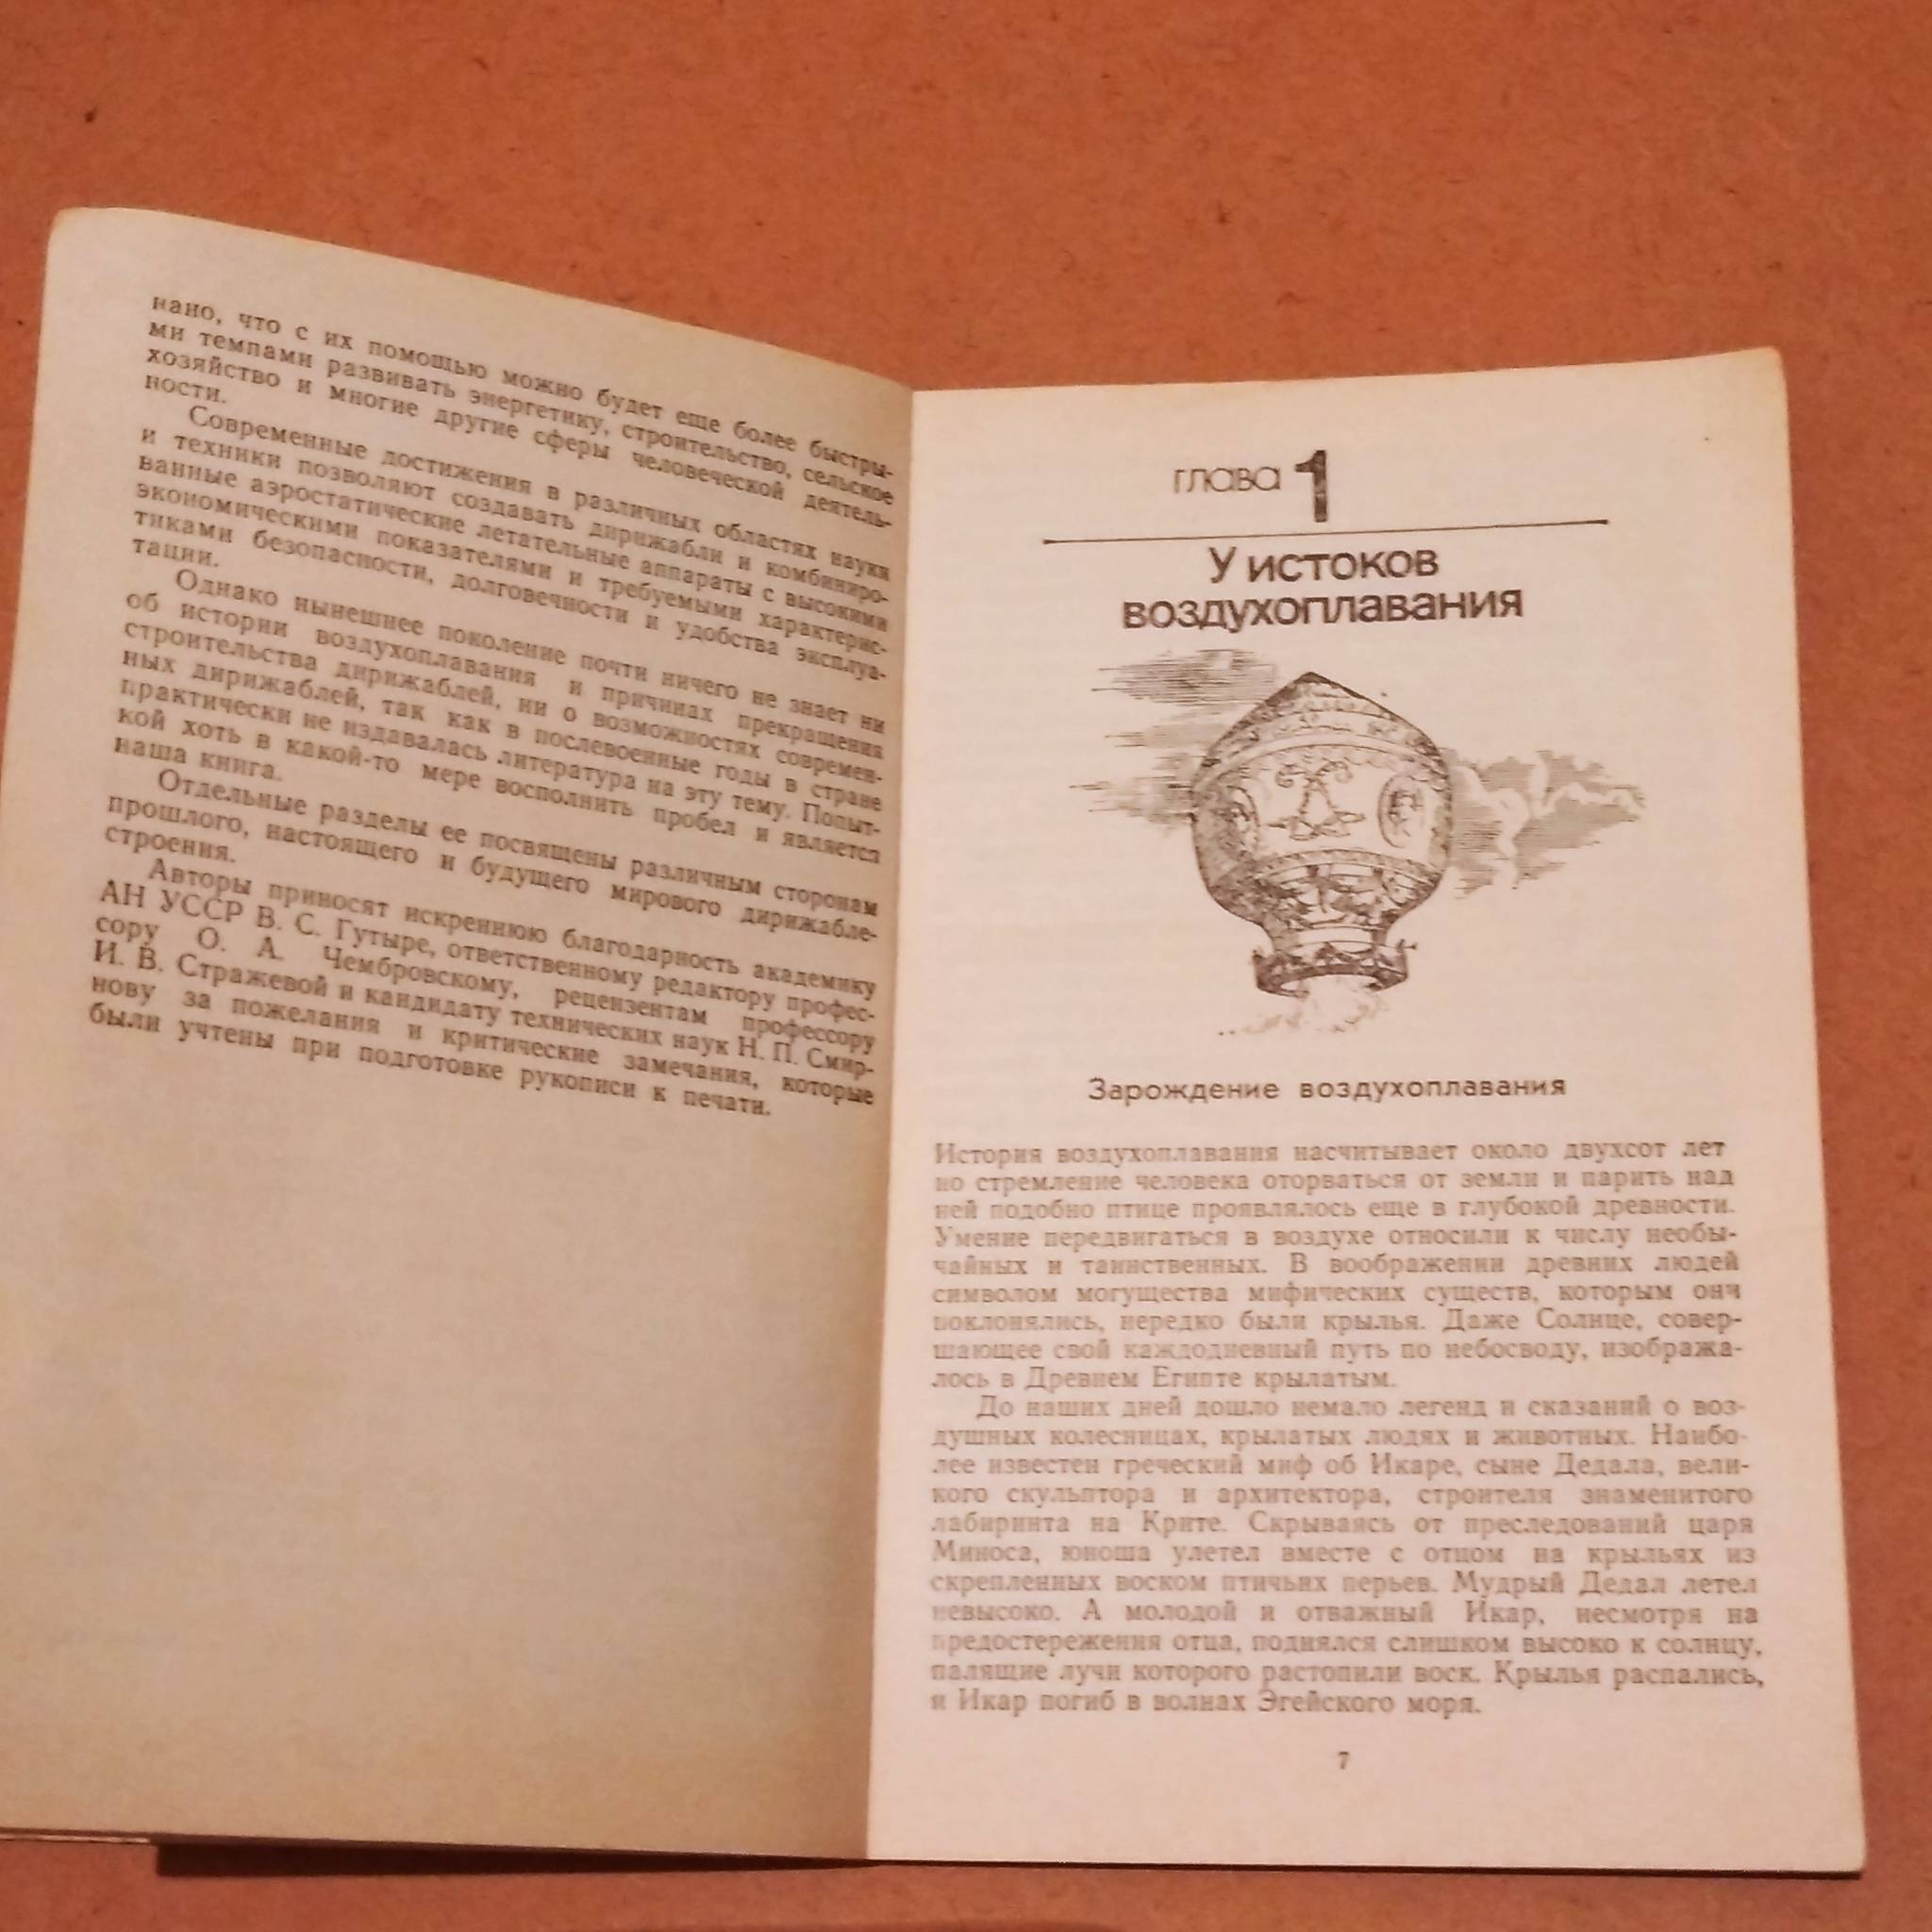 нано, что с их помощью можно будет еще более быстры-
ми темпами развивать энергетику, строительство, сельское
хозяйство и многие другие сферы человеческой деятель-
ности.
Современные достижения в различных областях науки
и техники позволяют создавать дирижабли и комбиниро-
ванные аэростатические летательные аппараты с высокими
экономическими показателями и требуемыми характерис-
тиками безопасности, долговечности и удобства эксплуа-
тации.
Однако нынешнее поколение почти ничего не знает ни
об истории воздухоплавания и причинах прекращения
строительства дирижаблей, ни о возможностях современ-
ных дирижаблей, так как в послевоенные годы в стране
практически не издавалась литература на эту тему. Попыт-
кой хоть в какой-то мере восполнить пробел и является
наша книга.
Отдельные разделы ее посвящены различным сторонам
прошлого, настоящего и будущего мирового дирижабле-
строения.
Авторы приносят искреннюю благодарность академику
АН УССР В. С. Гутыре, ответственному редактору профес-
сору О. А. Чембровскому, рецензентам профессору
И. В. Стражевой и кандидату технических наук Н. П. Смир-
нову за пожелания и критические замечания, которые
были учтены при подготовке рукописи к печати.
глава 1
У истоков
воздухоплавания
Зарождение воздухоплавания
История воздухоплавания насчитывает около двухсот лет
но стремление человека оторваться от земли и парить над
ней подобно птице проявлялось еще в глубокой древности.
Умение передвигаться в воздухе относили к числу необы-
чайных и таинственных. В воображении древних людей
символом могущества мифических существ, которым они
поклонялись, нередко были крылья. Даже Солнце, совер-
шающее свой каждодневный путь по небосводу, изобража-
лось в Древнем Египте крылатым.
До наших дней дошло немало легенд и сказаний о воз-
душных колесницах, крылатых людях и животных. Наибо-
лее известен греческий миф об Икаре, сыне Дедала, вели-
кого скульптора и архитектора, строителя знаменитого
лабиринта на Крите. Скрываясь от преследований царя
Миноса, юноша улетел вместе с отцом на крыльях из
скрепленных воском птичьих перьев. Мудрый Дедал летел
невысоко. А молодой и отважный Икар, несмотря на
предостережения отца, поднялся слишком высоко к солнцу,
палящие лучи которого растопили воск. Крылья распались,
и Икар погиб в волнах Эгейского моря.
7